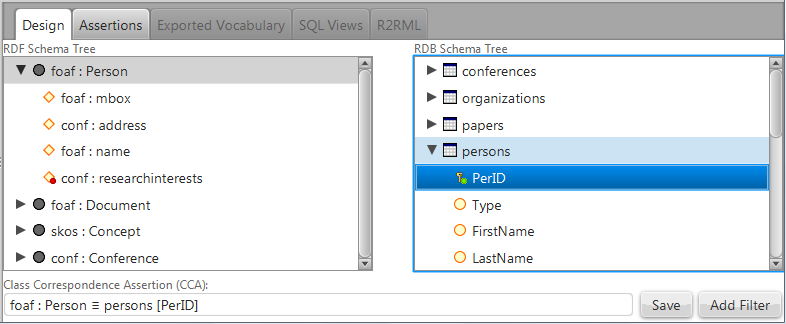 Design Assertions Exported Vocabulary SQL Views R2RML
RDF Schema Tree
foaf : Person
foaf : mbox
conf : address
foaf : name
conf : researchinterests
foaf : Document
skos : Concept
conf : Conference
RDB Schema Tree
conferences
organizations
papers
persons
PerID
Type
FirstName
LastName
Class Correspondence Assertion (CCA):
foaf : Person ≡ persons [PerID]
Save Add Filter